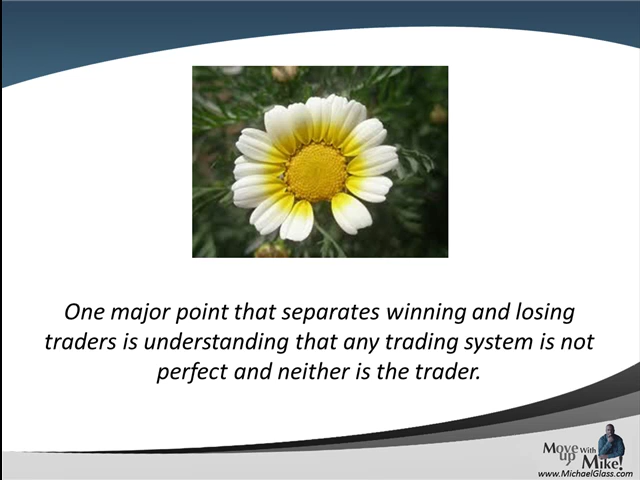 One major point that separates winning and losing
traders is understanding that any trading system is not
perfect and neither is the trader.
Move up With Mike!
www.MichaelGlass.com